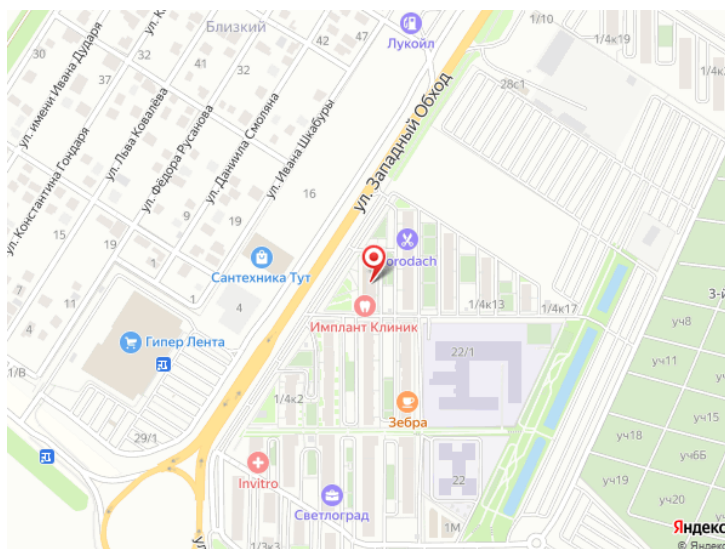 Близкий
ул. К
30
37
32
41
32
42
47
Лукойл
1/10
1/4к19
28с1
ул. имени Ивана Дударя
ул. Льва Ковалёва
ул. Фёдора Русанова
ул. Даниила Смоляна
ул. Ивана Шкабуры
ул. Западный Обход
ул. Константина Гондаря
9
19
16
15
19
1
1
7
11
4
4
Сантехника Тут
orodach
Имплант Клиник
1/4к13
1/4к17
3-й
уч8
уч11
Гипер Лента
1/В
22/1
1/4к2
Зебра
уч18
уч15
29/1
уч6Б
Invitro
22
уч19
уч20
Светлоград
1М
1/3к3
ул.
Яндекс
© Яндекс